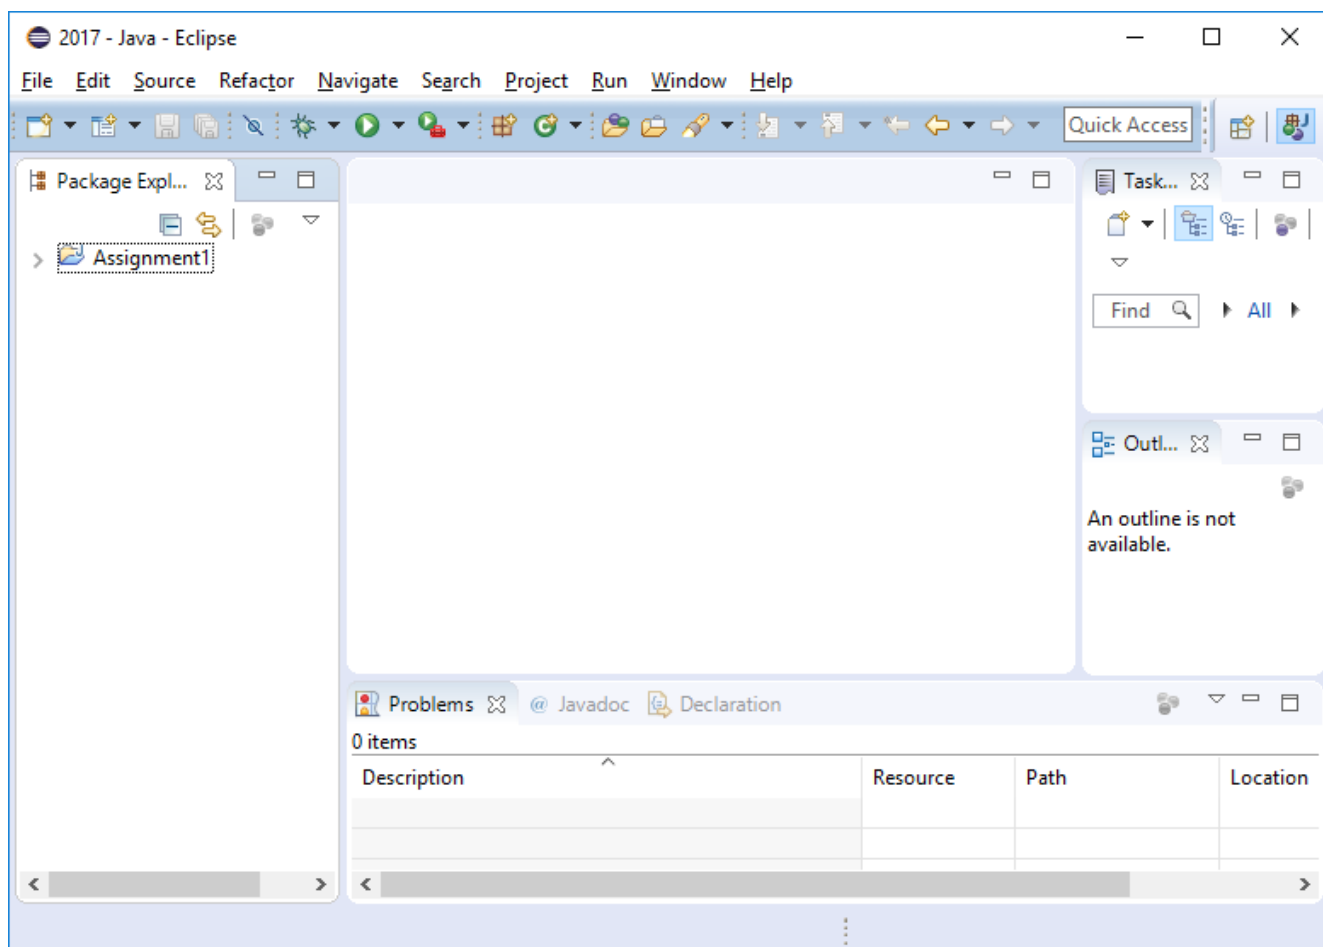 2017 - Java - Eclipse
File Edit Source Refactor Navigate Search Project Run Window Help
Quick Access
Package Expl...
Assignment1
Task...
Find All
Outl...
An outline is not
available.
Problems @ Javadoc Declaration
0 items
Description Resource Path Location